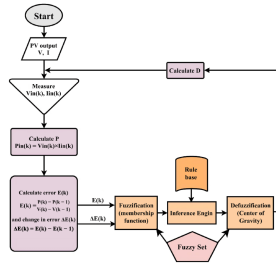 Start
PV output
V, I
Calculate D
Measure
Vin(k), Iin(k)
Calculate P
Pin(k) = Vin(k)×Iin(k)
Calculate error E(k)
E(k) = P(k) − P(k − 1)
V(k) − V(k − 1)
and change in error ΔE(k)
ΔE(k) = E(k) − E(k − 1)
E(k)
ΔE(k)
Fuzzification
(membership
function)
Rule
base
Inference Engin
Defuzzification
(Center of
Gravity)
Fuzzy Set